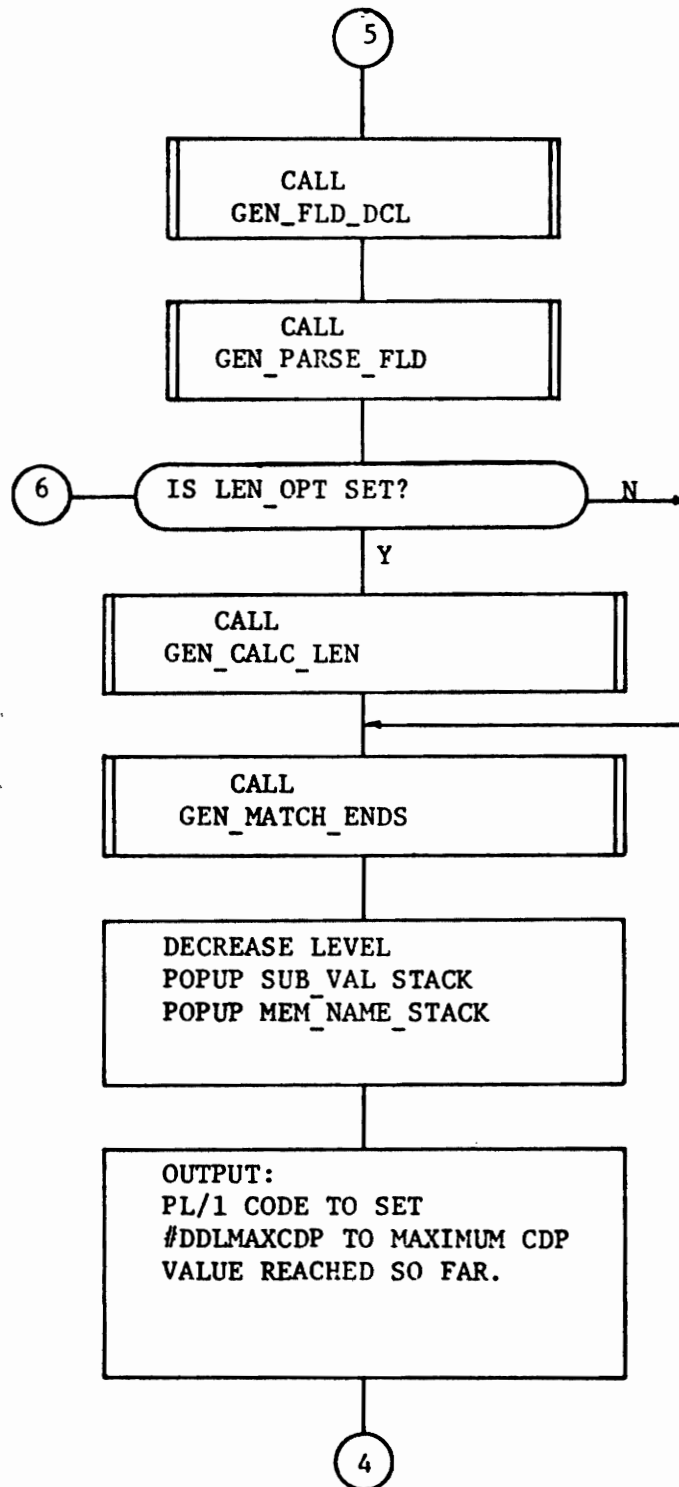 5
CALL
GEN_FLD_DCL
CALL
GEN_PARSE_FLD
6
IS LEN_OPT SET?
N
Y
CALL
GEN_CALC_LEN
CALL
GEN_MATCH_ENDS
DECREASE LEVEL
POPUP SUB_VAL STACK
POPUP MEM_NAME_STACK
OUTPUT:
PL/1 CODE TO SET
#DDLMAXCDP TO MAXIMUM CDP
VALUE REACHED SO FAR.
4